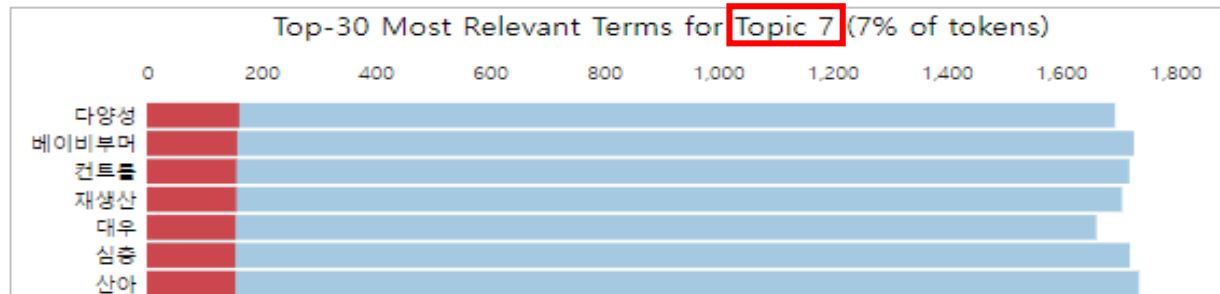 Top-30 Most Relevant Terms for Topic 7 (7% of tokens)
0 200 400 600 800 1,000 1,200 1,400 1,600 1,800
다양성
베이비부머
컨트롤
재생산
대우
심층
산아